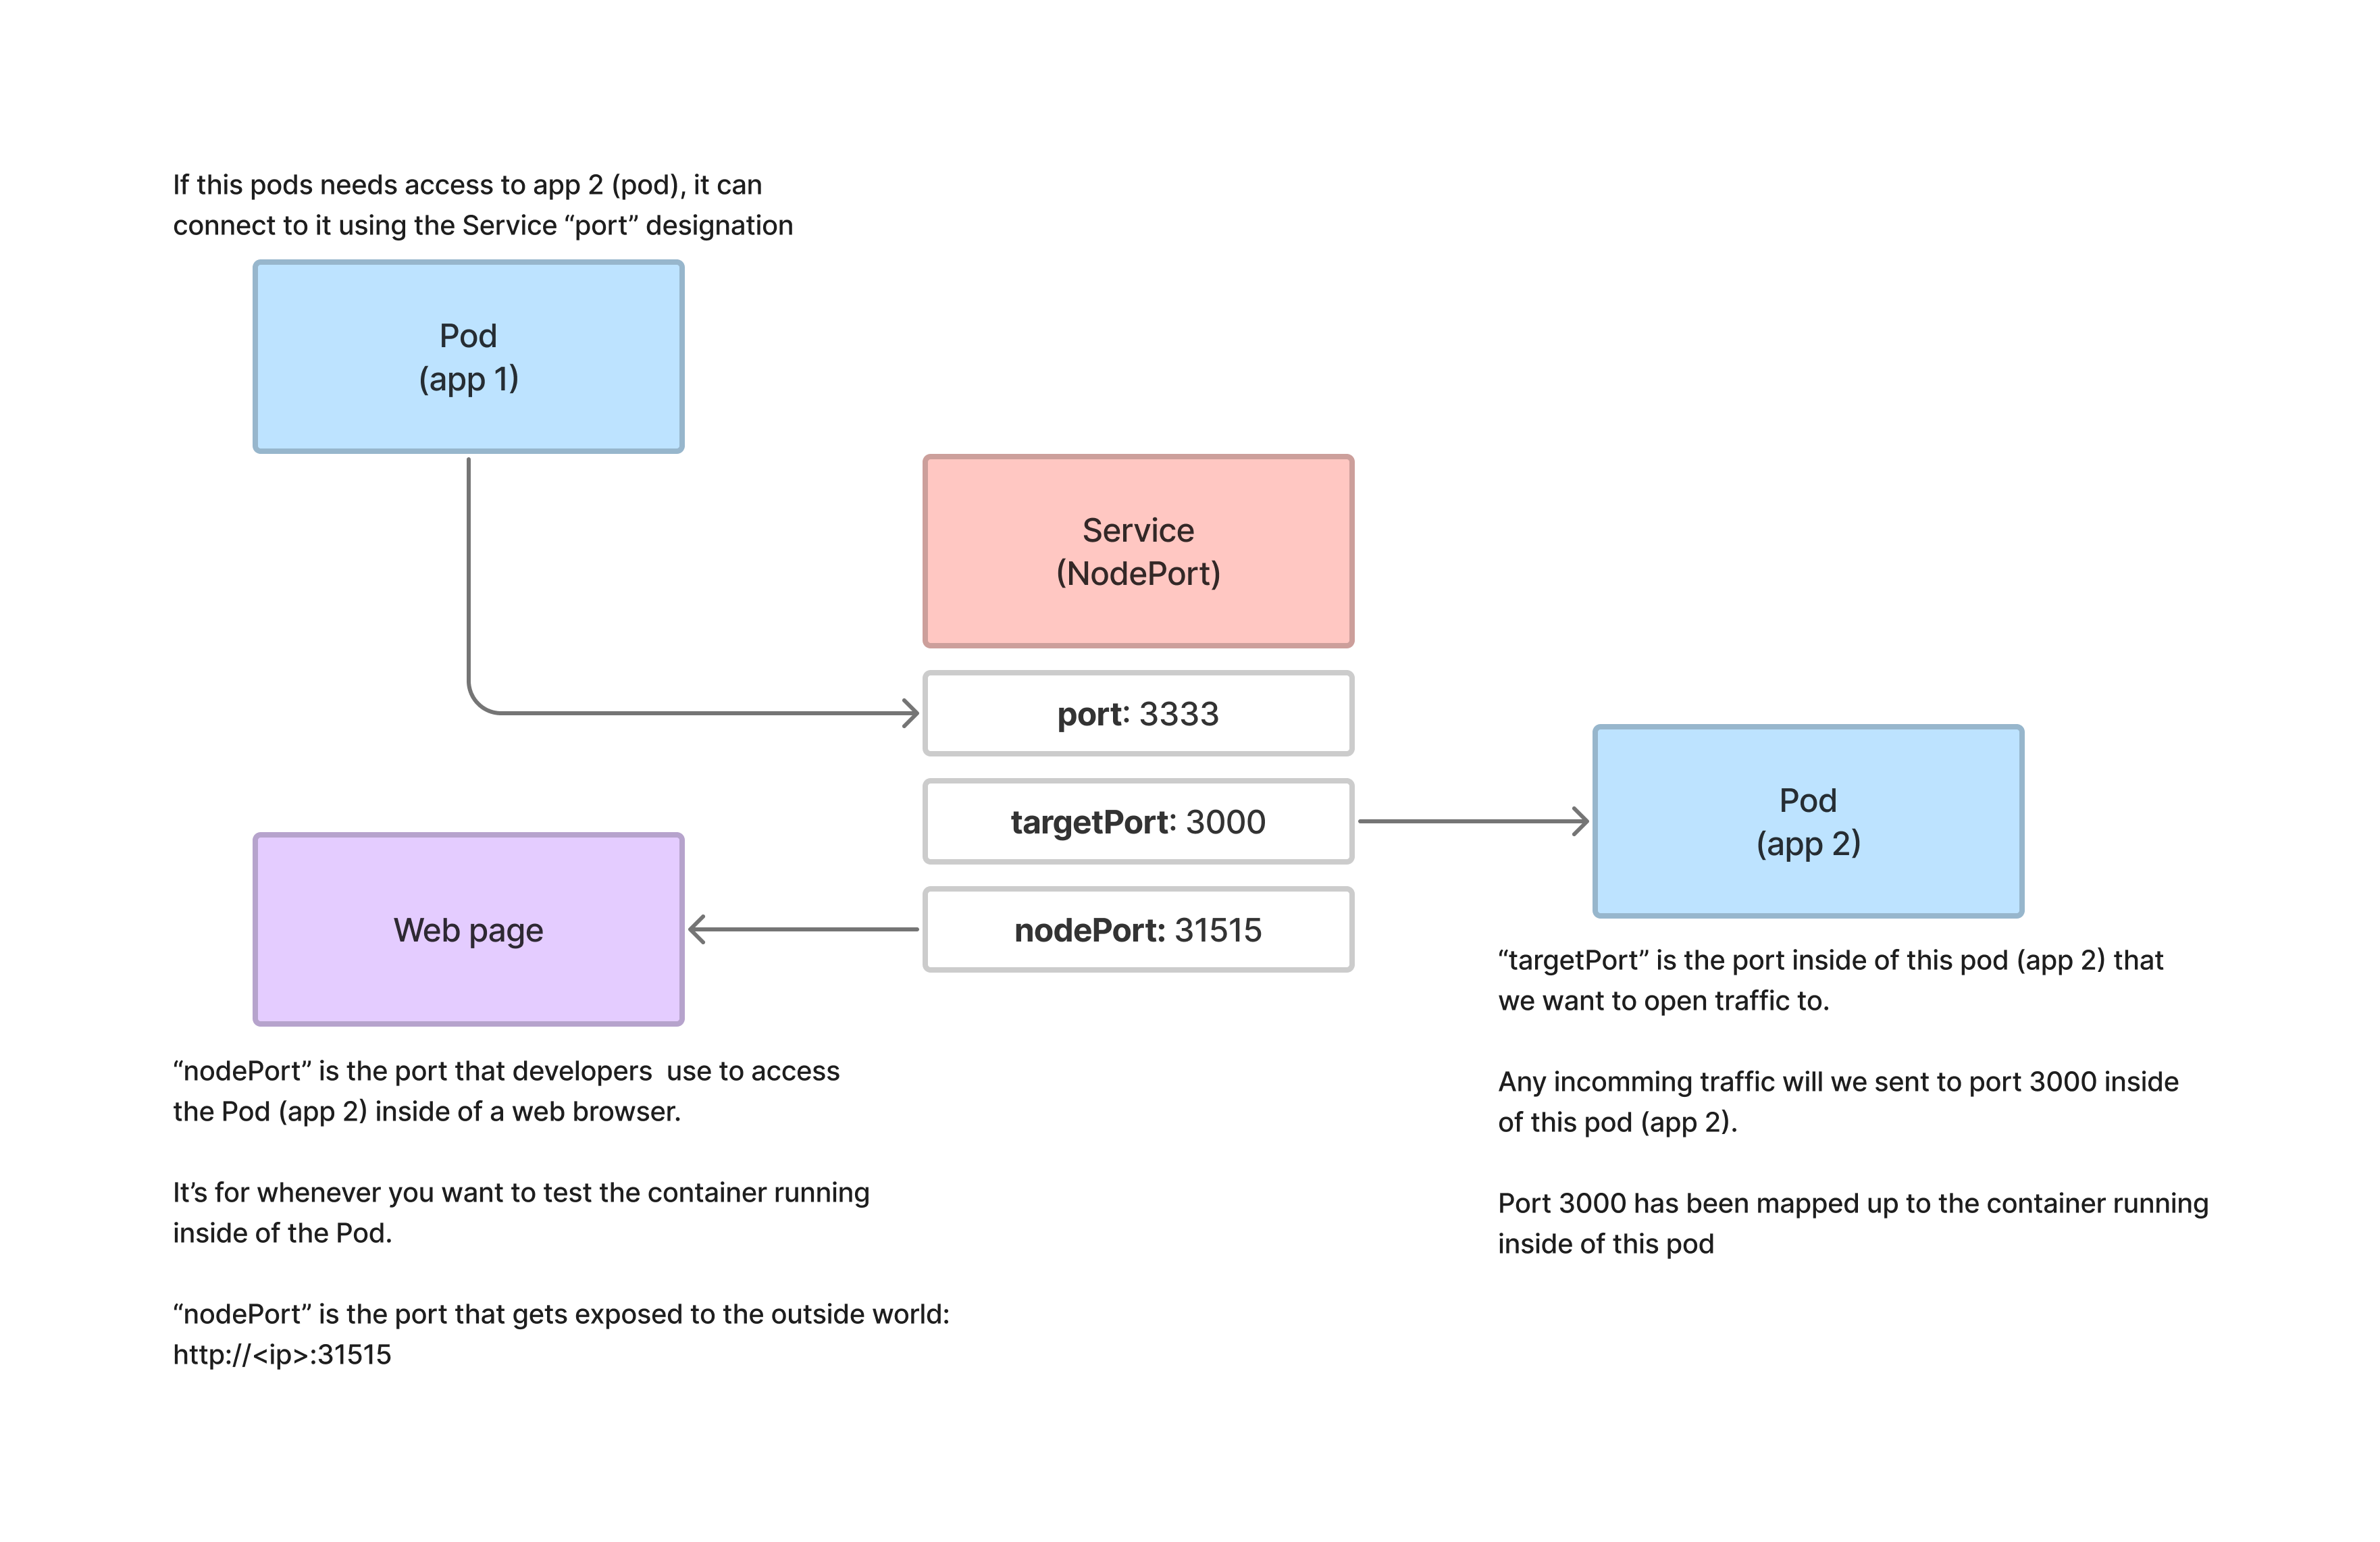 If this pods needs access to app 2 (pod), it can
connect to it using the Service “port” designation
Pod
(app 1)
Service
(NodePort)
port: 3333
targetPort: 3000
nodePort: 31515
Pod
(app 2)
Web page
“targetPort” is the port inside of this pod (app 2) that
we want to open traffic to.
Any incomming traffic will we sent to port 3000 inside
of this pod (app 2).
Port 3000 has been mapped up to the container running
inside of this pod
“nodePort” is the port that developers  use to access
the Pod (app 2) inside of a web browser.
It’s for whenever you want to test the container running
inside of the Pod.
“nodePort” is the port that gets exposed to the outside world:
http://<ip>:31515